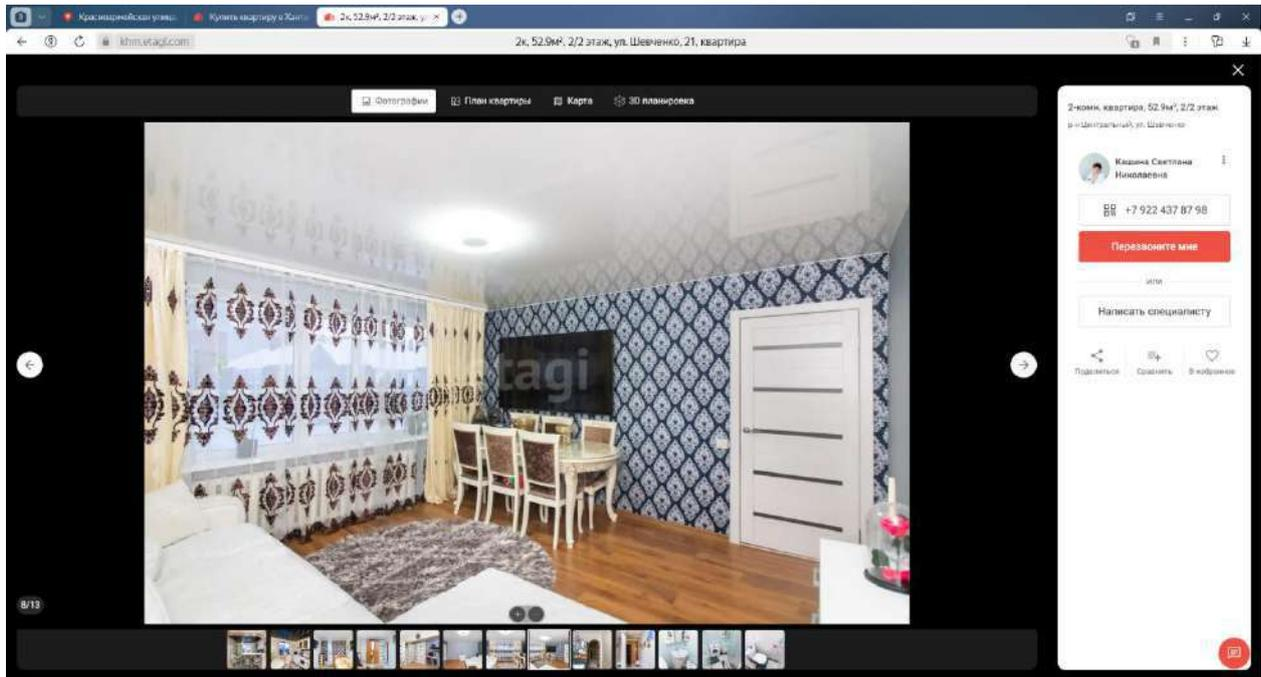 Красноармейская улица
Купить квартиру в Ханты
2к, 52.9м², 2/2 этаж, у
khm.etagi.com
2к, 52.9м², 2/2 этаж, ул. Шевченко, 21, квартира
Фотографии
План квартиры
Карта
3D планировка
2-комн. квартира, 52.9м², 2/2 этаж
р-н Центральный, ул. Шевченко
Кашина Светлана
Николаевна
+7 922 437 87 98
Перезвоните мне
или
Написать специалисту
Поделиться
Сравнить
В избранное
etagi
8/13